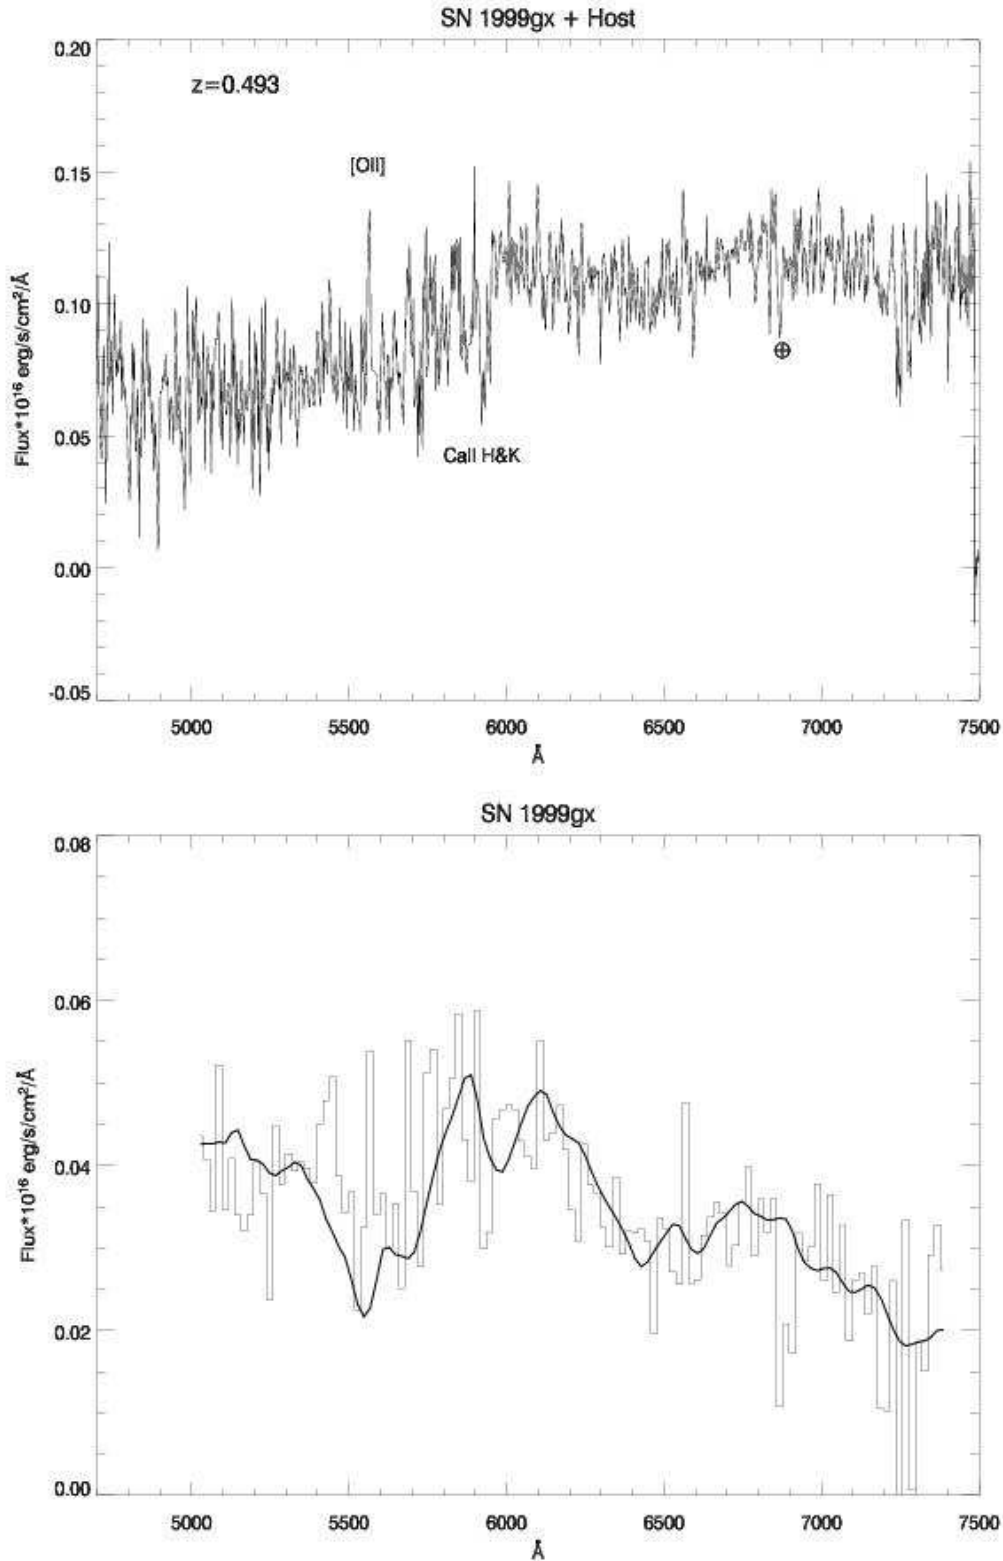 SN 1999gx + Host
0.20
z=0.493
[OII]
0.15
0.10
Flux*10¹⁶ erg/s/cm²/Å
⊕
0.05
CaII H&K
0.00
-0.05
5000 5500 6000 6500 7000 7500
Å
SN 1999gx
0.08
0.06
Flux*10¹⁶ erg/s/cm²/Å
0.04
0.02
0.00
5000 5500 6000 6500 7000 7500
Å